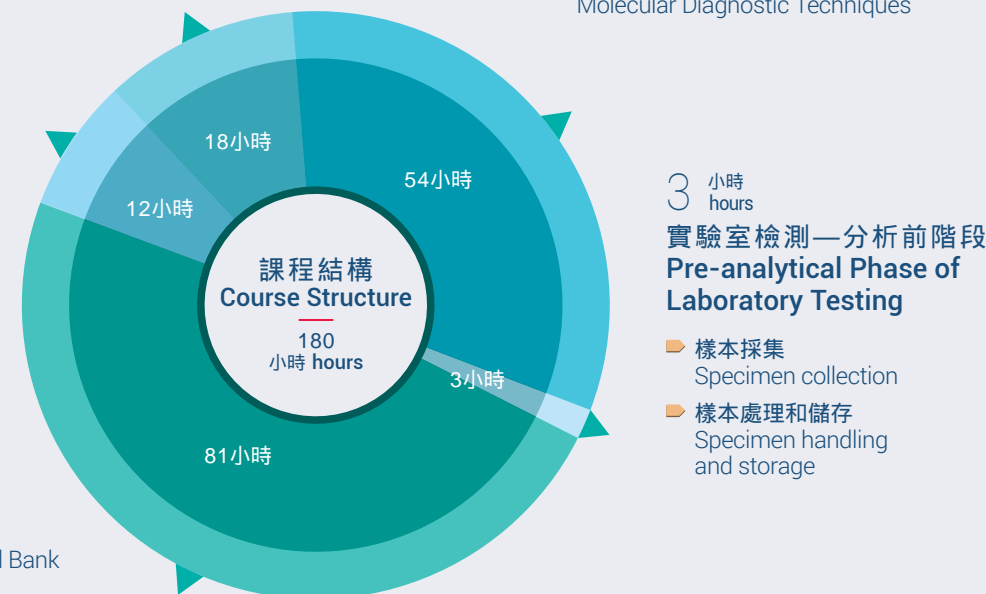 Molecular Diagnostic Techniques
18小時
54小時
12小時
課程結構
Course Structure
180
小時 hours
3小時
81小時
3 小時
hours
實驗室檢測—分析前階段
Pre-analytical Phase of
Laboratory Testing
樣本採集
Specimen collection
樣本處理和儲存
Specimen handling
and storage
Bank